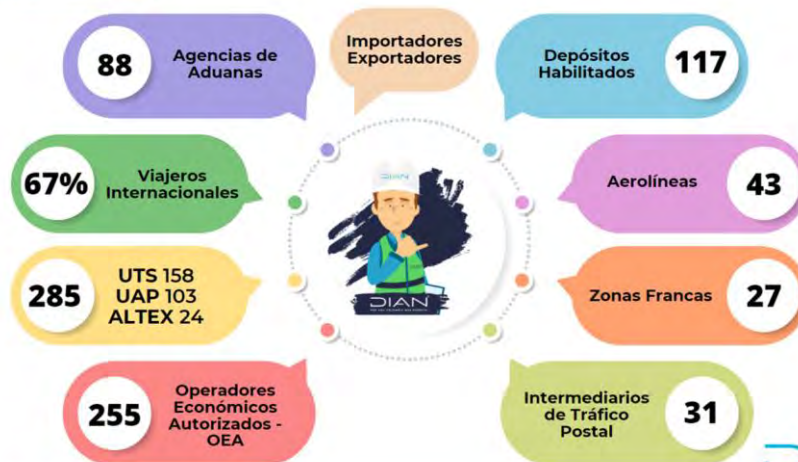 88
Agencias de
Aduanas
Importadores
Exportadores
Depósitos
Habilitados
117
67%
Viajeros
Internacionales
Aerolíneas
43
285
UTS 158
UAP 103
ALTEX 24
Zonas Francas
27
255
Operadores
Económicos
Autorizados -
OEA
Intermediarios
de Tráfico
Postal
31
DIAN
DIAN